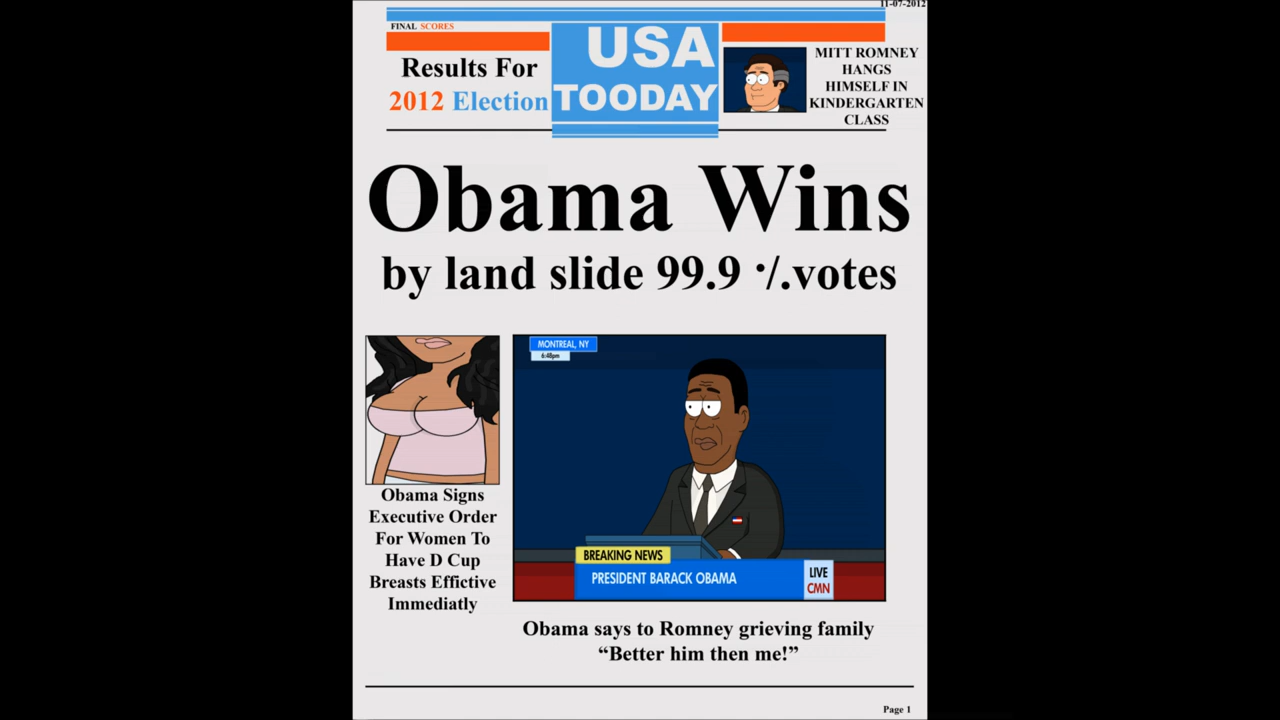 11-07-2012
FINAL SCORES
Results For
2012 Election
USA
TOODAY
MITT ROMNEY
HANGS
HIMSELF IN
KINDERGARTEN
CLASS
Obama Wins
by land slide 99.9 ·/.votes
Obama Signs
Executive Order
For Women To
Have D Cup
Breasts Effictive
Immediatly
MONTREAL, NY
6:48pm
BREAKING NEWS
PRESIDENT BARACK OBAMA
LIVE
CMN
Obama says to Romney grieving family
“Better him then me!”
Page 1